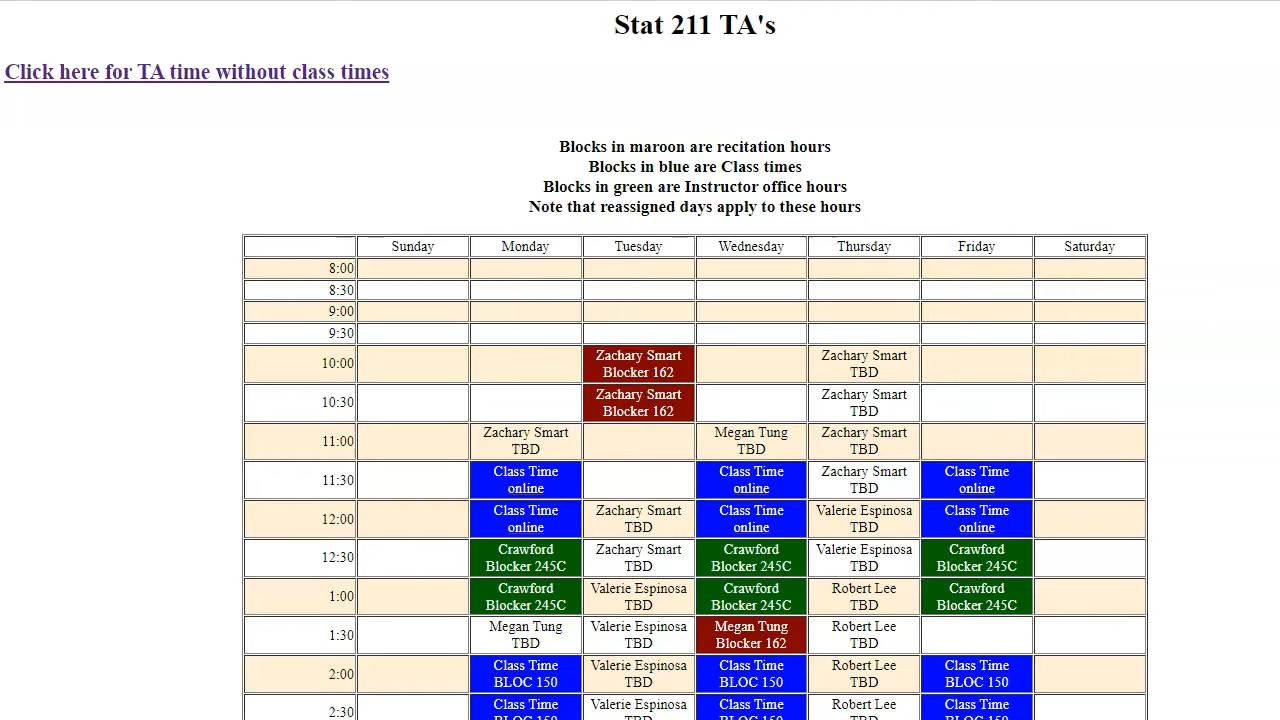 Stat 211 TA's
Click here for TA time without class times
Blocks in maroon are recitation hours
Blocks in blue are Class times
Blocks in green are Instructor office hours
Note that reassigned days apply to these hours
Sunday Monday Tuesday Wednesday Thursday Friday Saturday
8:00
8:30
9:00
9:30
10:00 Zachary Smart Blocker 162 Zachary Smart TBD
10:30 Zachary Smart Blocker 162 Zachary Smart TBD
11:00 Zachary Smart TBD Megan Tung TBD Zachary Smart TBD
11:30 Class Time online Class Time online Zachary Smart TBD Class Time online
12:00 Class Time online Zachary Smart TBD Class Time online Valerie Espinosa TBD Class Time online
12:30 Crawford Blocker 245C Zachary Smart TBD Crawford Blocker 245C Valerie Espinosa TBD Crawford Blocker 245C
1:00 Crawford Blocker 245C Valerie Espinosa TBD Crawford Blocker 245C Robert Lee TBD Crawford Blocker 245C
1:30 Megan Tung TBD Valerie Espinosa TBD Megan Tung Blocker 162 Robert Lee TBD
2:00 Class Time BLOC 150 Valerie Espinosa TBD Class Time BLOC 150 Robert Lee TBD Class Time BLOC 150
2:30 Class Time BLOC 150 Valerie Espinosa TBD Class Time BLOC 150 Robert Lee TBD Class Time BLOC 150